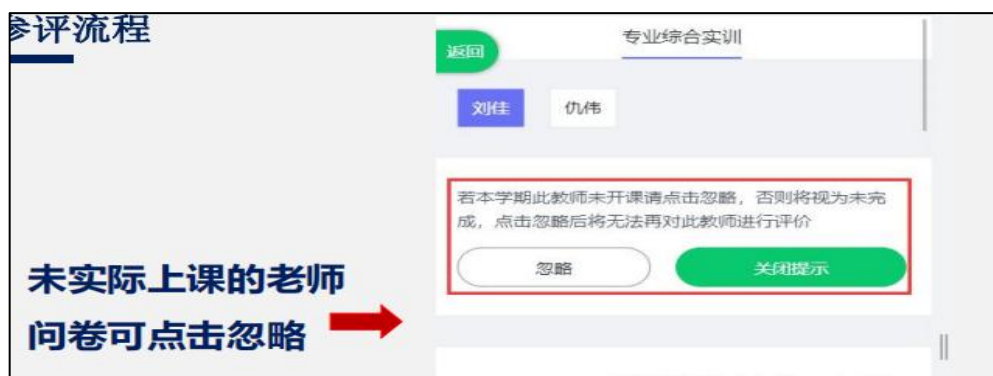 参评流程
返回
专业综合实训
刘佳
仇伟
若本学期此教师未开课请点击忽略，否则将视为未完
成，点击忽略后将无法再对此教师进行评价
忽略
关闭提示
未实际上课的老师
问卷可点击忽略